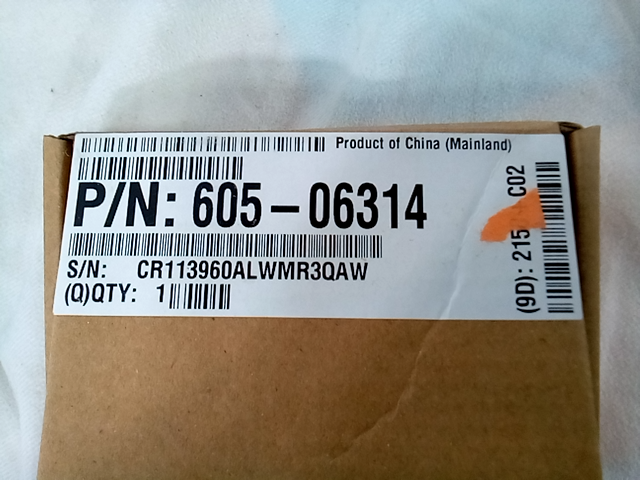 Product of China (Mainland)
P/N: 605-06314
S/N: CR113960ALWMR3QAW
(Q)QTY: 1
(9D): 215 C02